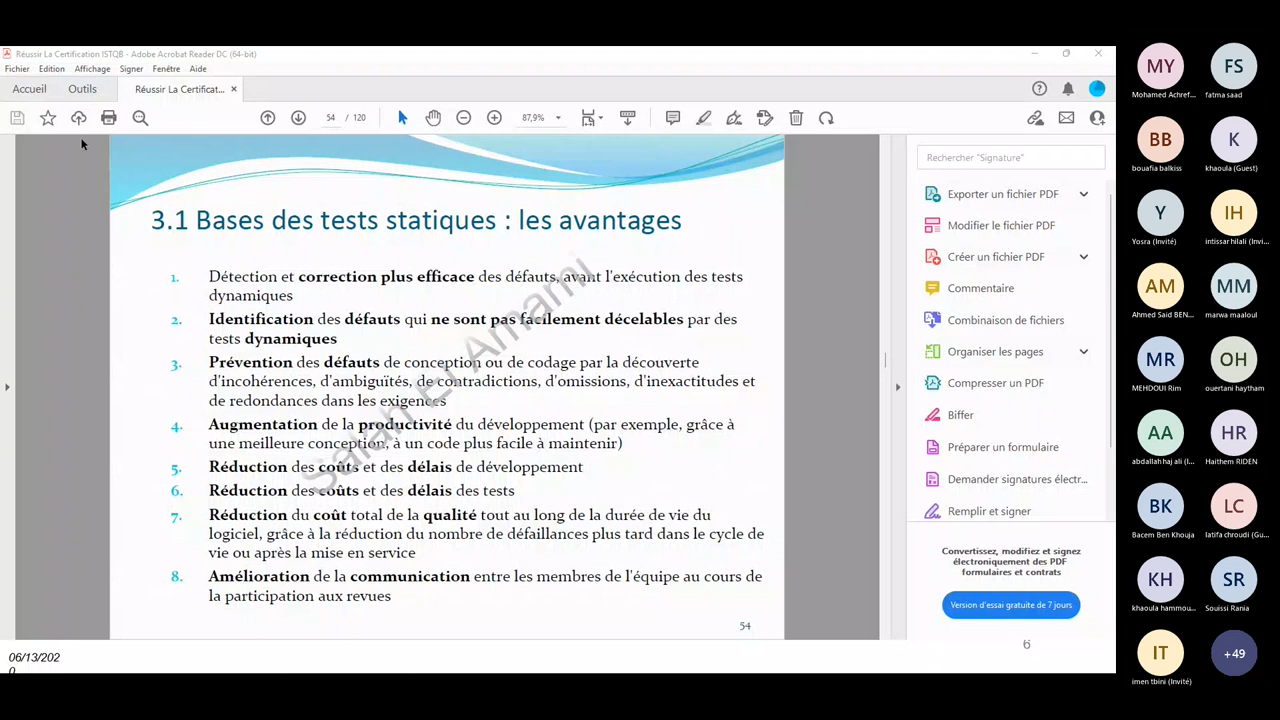 Réussir La Certification ISTQB - Adobe Acrobat Reader DC (64-bit)
Fichier Edition Affichage Signer Fenêtre Aide
Accueil Outils Réussir La Certificat... ×
54 / 120 87,9%
3.1 Bases des tests statiques : les avantages
1. Détection et correction plus efficace des défauts, avant l'exécution des tests
dynamiques
2. Identification des défauts qui ne sont pas facilement décelables par des
tests dynamiques
3. Prévention des défauts de conception ou de codage par la découverte
d'incohérences, d'ambiguïtés, de contradictions, d'omissions, d'inexactitudes et
de redondances dans les exigences
4. Augmentation de la productivité du développement (par exemple, grâce à
une meilleure conception, à un code plus facile à maintenir)
5. Réduction des coûts et des délais de développement
6. Réduction des coûts et des délais des tests
7. Réduction du coût total de la qualité tout au long de la durée de vie du
logiciel, grâce à la réduction du nombre de défaillances plus tard dans le cycle de
vie ou après la mise en service
8. Amélioration de la communication entre les membres de l'équipe au cours de
la participation aux revues
54
Salah El Arnami
06/13/202
0
6
Rechercher "Signature"
Exporter un fichier PDF
Modifier le fichier PDF
Créer un fichier PDF
Commentaire
Combinaison de fichiers
Organiser les pages
Compresser un PDF
Biffer
Préparer un formulaire
Demander signatures électr...
Remplir et signer
Convertissez, modifiez et signez
électroniquement des PDF
formulaires et contrats
Version d'essai gratuite de 7 jours
MY FS
Mohamed Achref... fatma saad
BB K
bouafia balkiss khaoula (Guest)
Y IH
Yosra (Invité) intissar hilali (Invi...
AM MM
Ahmed Said BEN... marwa maaloul
MR OH
MEHDOUI Rim ouertani haytham
AA HR
abdallah haj ali (I... Haithem RIDEN
BK LC
Bacem Ben Khouja latifa chroudi (Gu...
KH SR
khaoula hammou... Souissi Rania
IT +49
imen tbini (Invité)